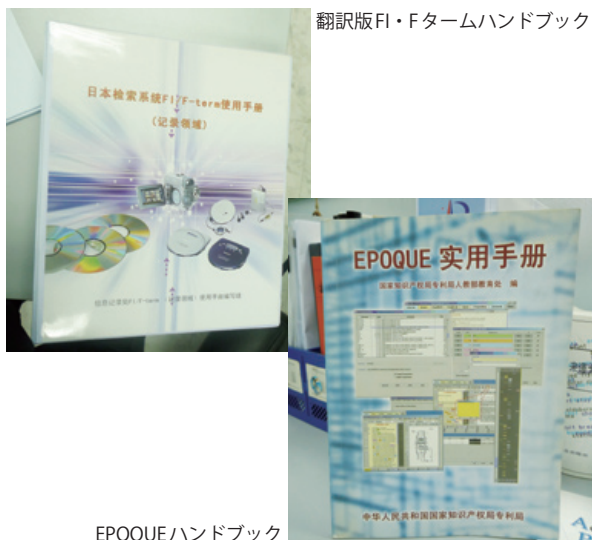 翻訳版FI・Fタームハンドブック
日本检索系统FI/F-term使用手册
(记录领域)
EPOQUE 实用手册
国家知识产权局专利局人教部教育处 编
中华人民共和国国家知识产权局专利局
EPOQUEハンドブック